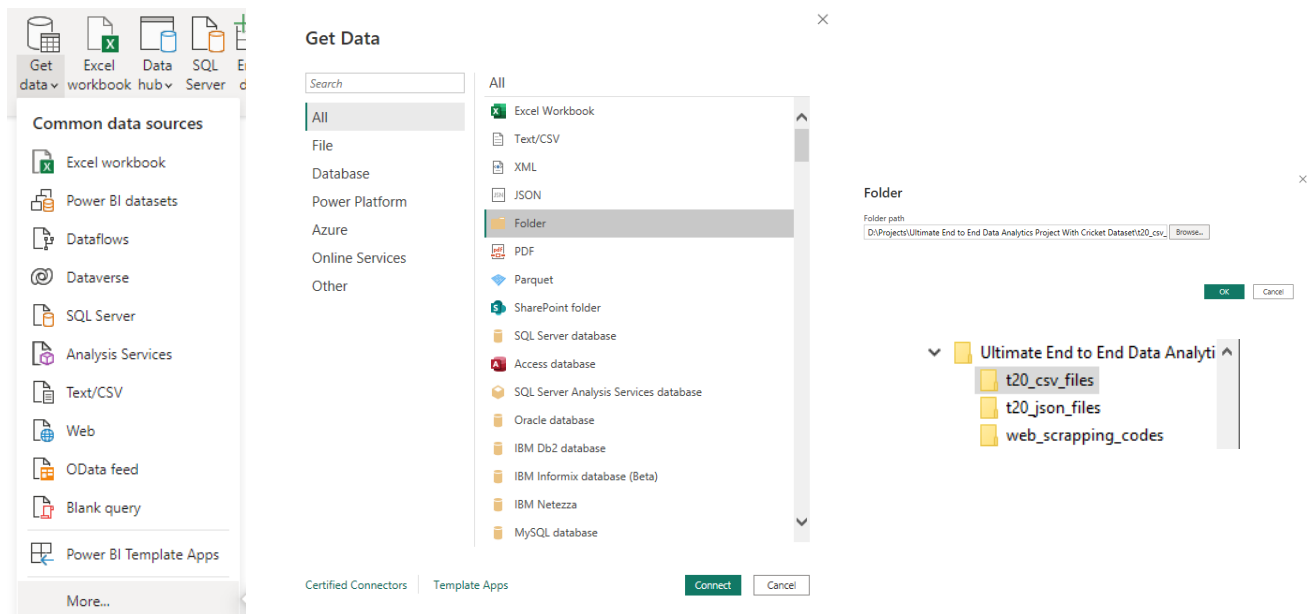 Get data
Excel workbook
Data hub
SQL Server
Common data sources
Excel workbook
Power BI datasets
Dataflows
Dataverse
SQL Server
Analysis Services
Text/CSV
Web
OData feed
Blank query
Power BI Template Apps
More...
Get Data
Search
All
File
Database
Power Platform
Azure
Online Services
Other
All
Excel Workbook
Text/CSV
XML
JSON
Folder
PDF
Parquet
SharePoint folder
SQL Server database
Access database
SQL Server Analysis Services database
Oracle database
IBM Db2 database
IBM Informix database (Beta)
IBM Netezza
MySQL database
Certified Connectors
Template Apps
Connect
Cancel
Folder
Folder path
D:\Projects\Ultimate End to End Data Analytics Project With Cricket Dataset\t20_csv_
Browse...
OK
Cancel
Ultimate End to End Data Analyti
t20_csv_files
t20_json_files
web_scrapping_codes